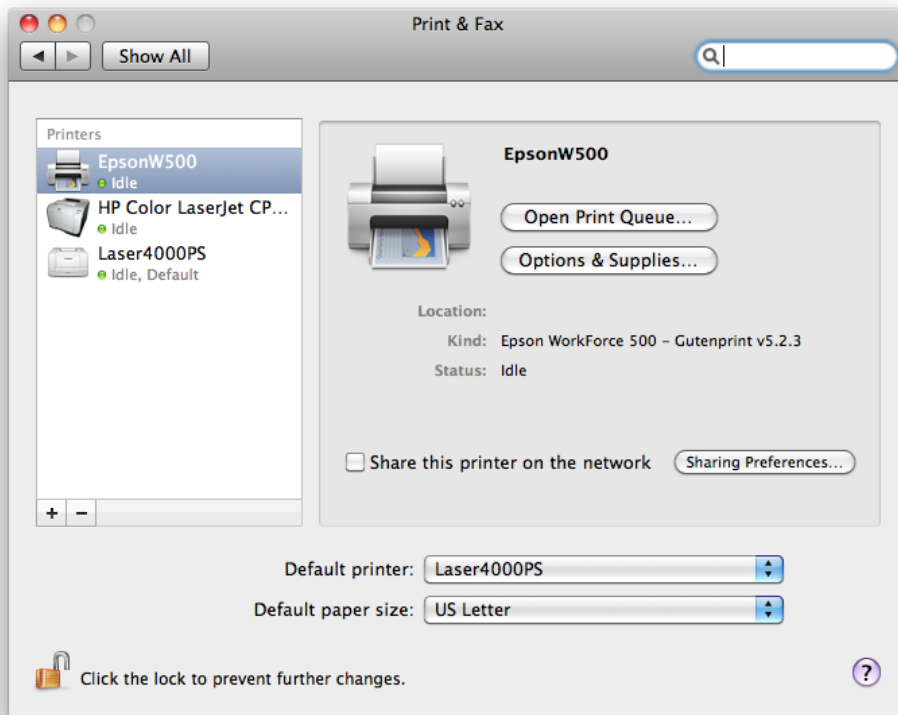 Print & Fax
Show All
Printers
EpsonW500
Idle
HP Color LaserJet CP...
Idle
Laser4000PS
Idle, Default
EpsonW500
Open Print Queue...
Options & Supplies...
Location:
Kind: Epson WorkForce 500 – Gutenprint v5.2.3
Status: Idle
Share this printer on the network
Sharing Preferences...
Default printer: Laser4000PS
Default paper size: US Letter
Click the lock to prevent further changes.
?